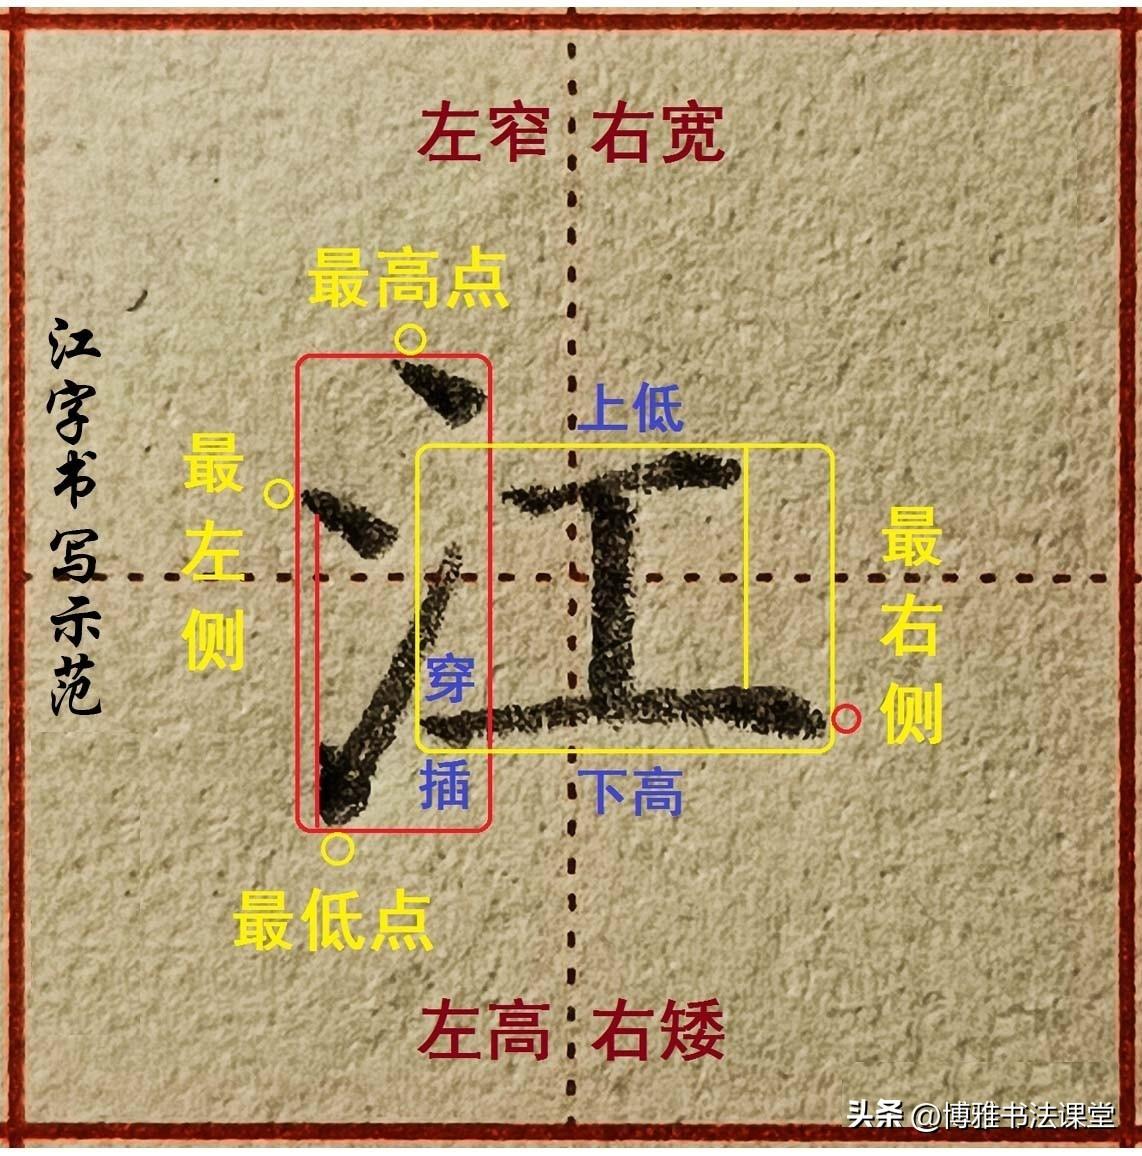 左窄 右宽
最高点
江字书写示范
上低
最左侧
江
最右侧
穿插
下高
最低点
左高 右矮
头条 @博雅书法课堂